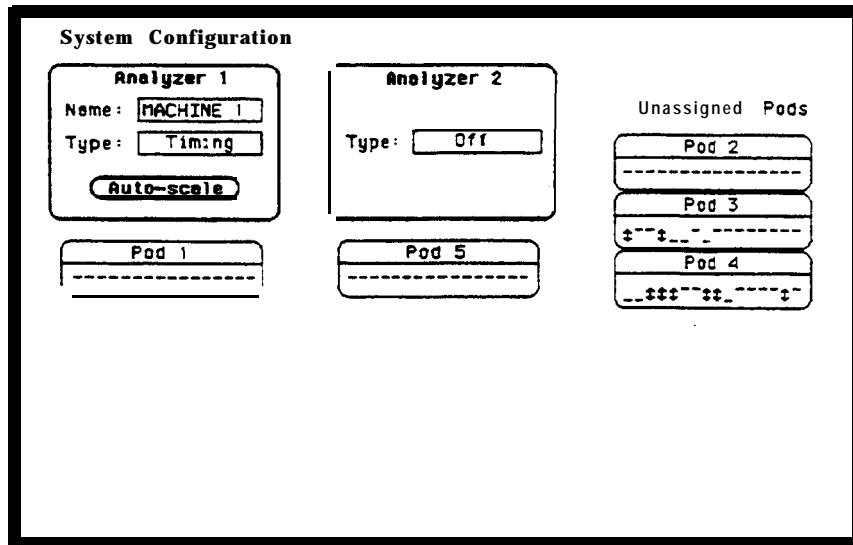 System Configuration
Analyzer 1
Name: MACHINE 1
Type: Timing
Auto-scale
Pod 1
Analyzer 2
Type: Off
Pod 5
Unassigned Pods
Pod 2
Pod 3
Pod 4